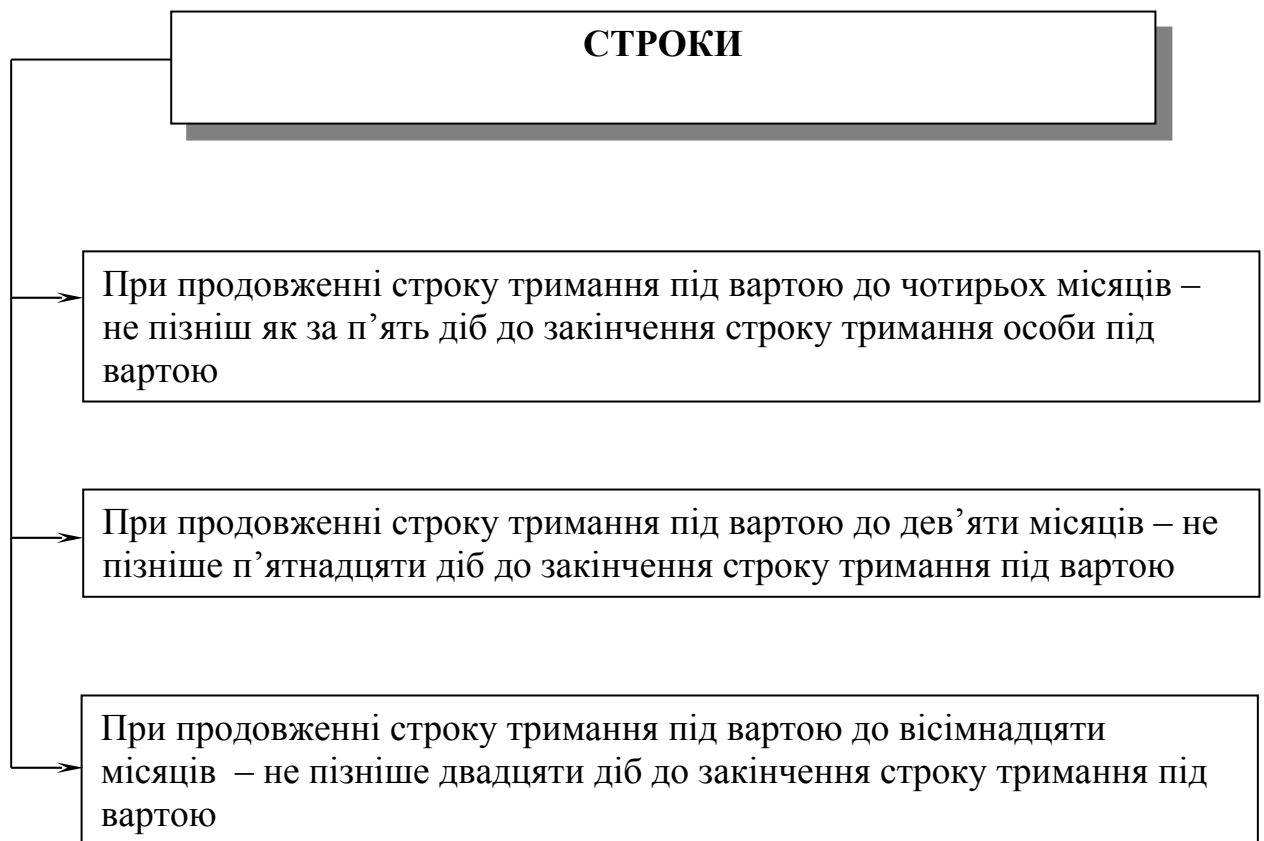 СТРОКИ
При продовженні строку тримання під вартою до чотирьох місяців –
не пізніш як за п’ять діб до закінчення строку тримання особи під
вартою
При продовженні строку тримання під вартою до дев’яти місяців – не
пізніше п’ятнадцяти діб до закінчення строку тримання під вартою
При продовженні строку тримання під вартою до вісімнадцяти
місяців – не пізніше двадцяти діб до закінчення строку тримання під
вартою